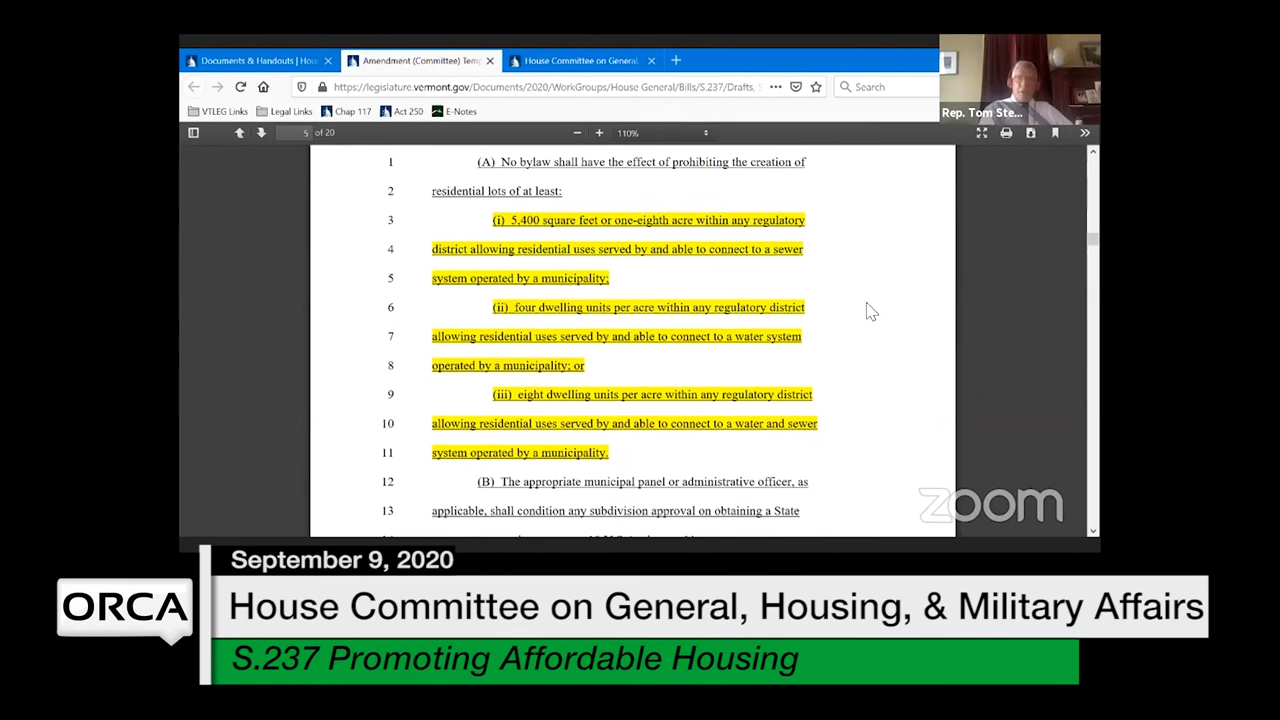 Documents & Handouts | Hou
Amendment (Committee) Temp
House Committee on General,
https://legislature.vermont.gov/Documents/2020/WorkGroups/House General/Bills/S.237/Drafts, S
Search
VTLEG Links
Legal Links
Chap 117
Act 250
E-Notes
Rep. Tom Ste...
5 of 20
110%
1 (A) No bylaw shall have the effect of prohibiting the creation of
2 residential lots of at least:
3 (i) 5,400 square feet or one-eighth acre within any regulatory
4 district allowing residential uses served by and able to connect to a sewer
5 system operated by a municipality;
6 (ii) four dwelling units per acre within any regulatory district
7 allowing residential uses served by and able to connect to a water system
8 operated by a municipality; or
9 (iii) eight dwelling units per acre within any regulatory district
10 allowing residential uses served by and able to connect to a water and sewer
11 system operated by a municipality.
12 (B) The appropriate municipal panel or administrative officer, as
13 applicable, shall condition any subdivision approval on obtaining a State
zoom
September 9, 2020
ORCA
House Committee on General, Housing, & Military Affairs
S.237 Promoting Affordable Housing